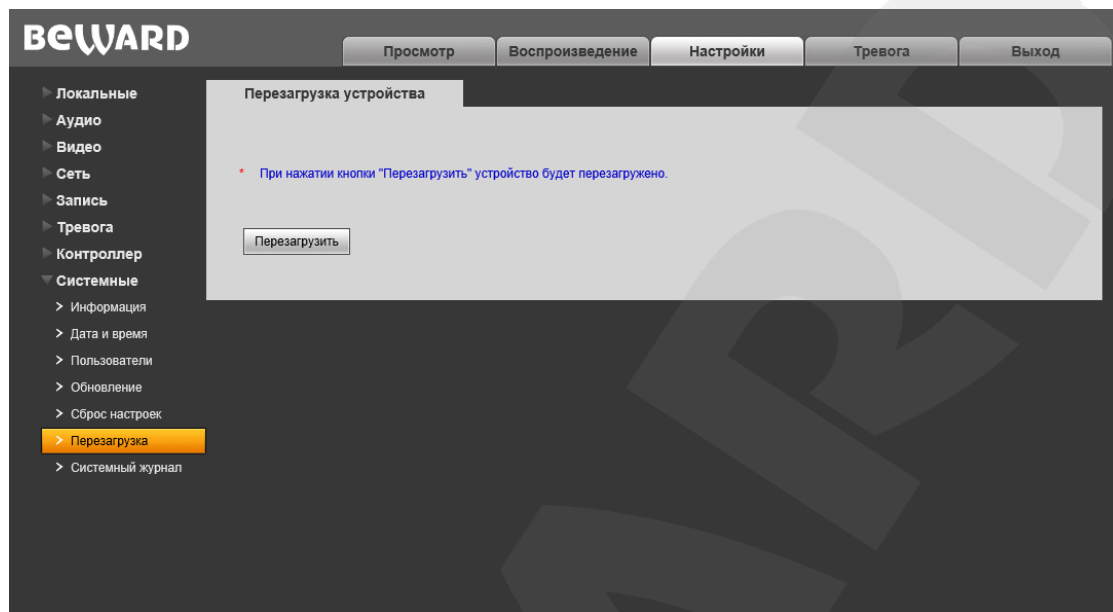 BEWARD
Просмотр Воспроизведение Настройки Тревога Выход
Локальные
Аудио
Видео
Сеть
Запись
Тревога
Контроллер
Системные
> Информация
> Дата и время
> Пользователи
> Обновление
> Сброс настроек
> Перезагрузка
> Системный журнал
Перезагрузка устройства
* При нажатии кнопки "Перезагрузить" устройство будет перезагружено.
Перезагрузить